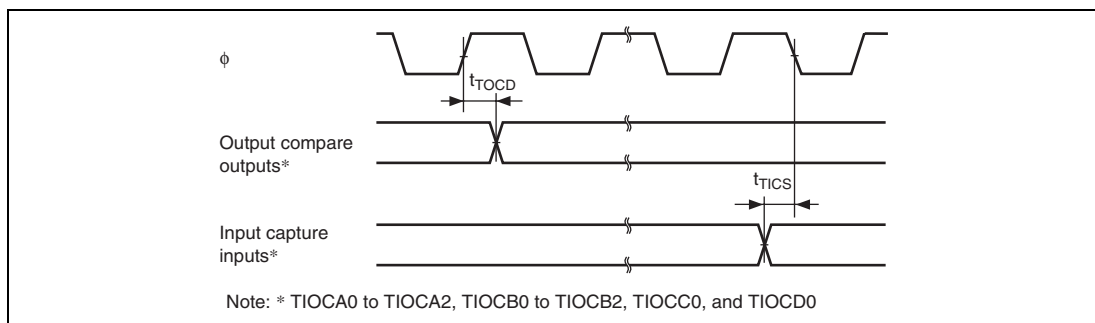 ϕ
tTOCD
Output compare
outputs*
tTICS
Input capture
inputs*
Note: * TIOCA0 to TIOCA2, TIOCB0 to TIOCB2, TIOCC0, and TIOCD0